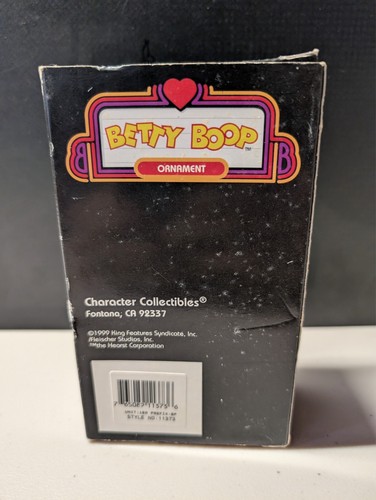 BETTY BOOP™
ORNAMENT
Character Collectibles®
Fontana, CA 92337
©1999 King Features Syndicate, Inc.
/Fleischer Studios, Inc.
™the Hearst Corporation
STYLE NO 11373